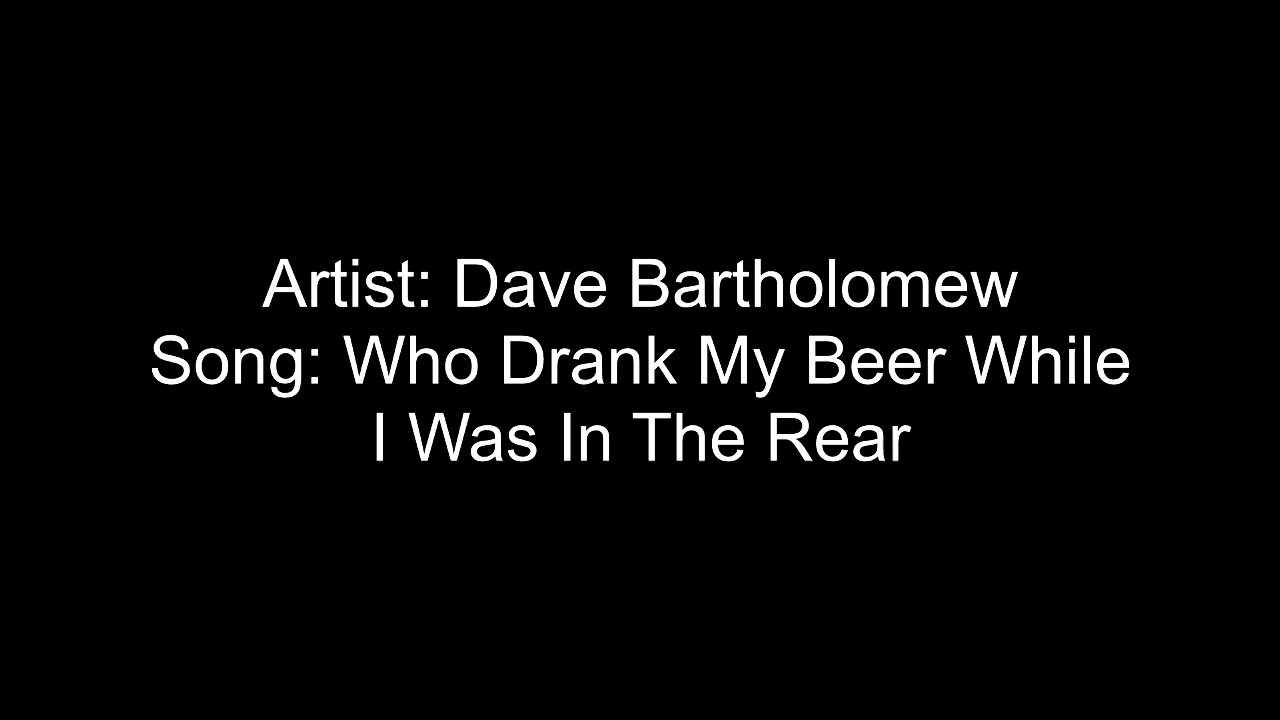 Artist: Dave Bartholomew
Song: Who Drank My Beer While
I Was In The Rear